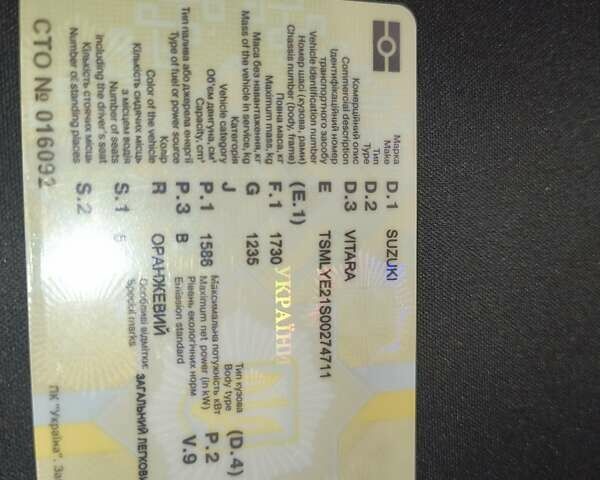 Марка D.1 SUZUKI
Make
Тип D.2
Type
Комерційний опис D.3 VITARA
Commercial description
Ідентифікаційний номер E TSMLYE21S00274711
транспортного засобу
Vehicle identification number
Номер шасі (кузова, рами) (E.1)
Chassis number (body, frame)
Повна маса, кг F.1 1730
Maximum mass, kg
Маса без навантаження, кг G 1235
Mass of the vehicle in service, kg
Категорія J
Vehicle category
Тип кузова (D.4)
Body type
Об'єм двигуна, см³ P.1 1586
Capacity, cm³
Максимальна потужність кВт P.2
Maximum net power (in kW)
Тип палива або джерела енергії P.3 B
Type of fuel or power source
Рівень екологічних норм V.9
Emission standard
Колір R ОРАНЖЕВИЙ
Color of the vehicle
Кількість сидячих місць S.1
з місцем водія
Number of seats
including the driver's seat
Особливі відмітки: ЗАГАЛЬНИЙ ЛЕГКОВИ
Special marks
Кількість стоячих місць S.2
Number of standing places
СТО № 016092
ПК "Україна". За
УКРАЇНИ